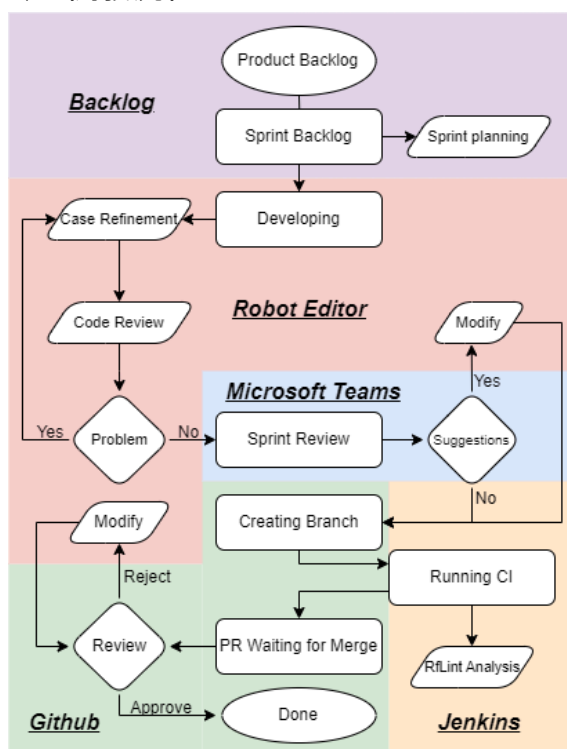 Product Backlog
Backlog
Sprint Backlog
Sprint planning
Case Refinement
Developing
Code Review
Robot Editor
Modify
Microsoft Teams
Yes
Yes
Problem
No
Sprint Review
Suggestions
No
Modify
Creating Branch
Reject
Running CI
Review
PR Waiting for Merge
RfLint Analysis
Approve
Done
Github
Jenkins